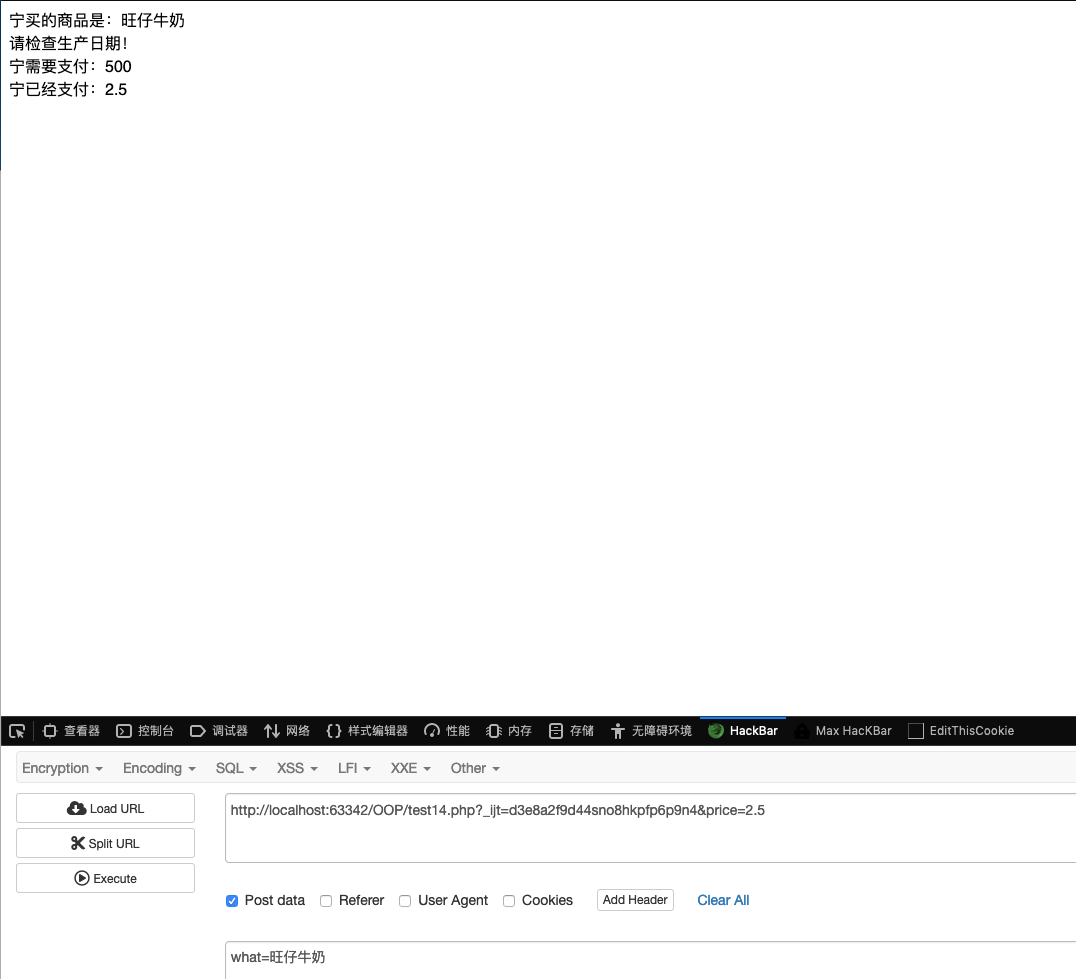 宁买的商品是：旺仔牛奶
请检查生产日期！
宁需要支付：500
宁已经支付：2.5
查看器 控制台 调试器 网络 样式编辑器 性能 内存 存储 无障碍环境 HackBar Max HacKBar EditThisCookie
Encryption Encoding SQL XSS LFI XXE Other
Load URL
http://localhost:63342/OOP/test14.php?_ijt=d3e8a2f9d44sno8hkpfp6p9n4&price=2.5
Split URL
Execute
Post data Referer User Agent Cookies Add Header Clear All
what=旺仔牛奶